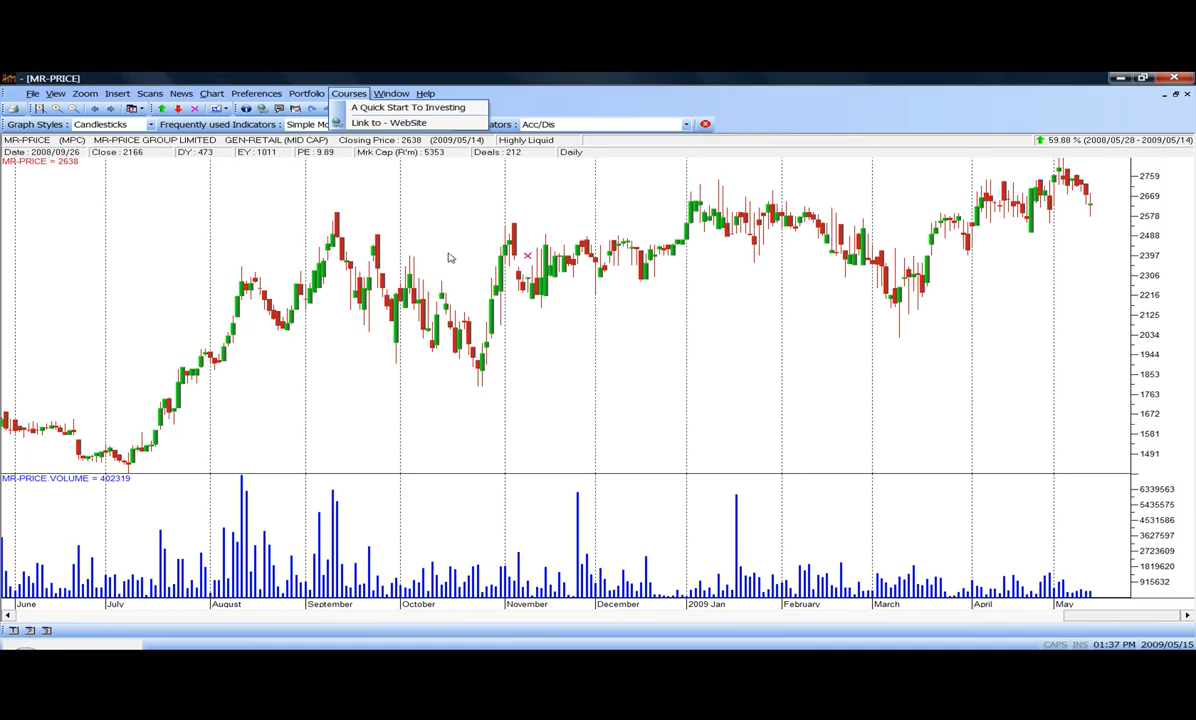 - [MR-PRICE]
File View Zoom Insert Scans News Chart Preferences Portfolio Courses Window Help
A Quick Start To Investing
Link to - WebSite
Graph Styles: Candlesticks Frequently used Indicators: Simple Acc/Dis
MR-PRICE (MPC) MR-PRICE GROUP LIMITED GEN-RETAIL (MID CAP) Closing Price: 2638 (2009/05/14) Highly Liquid 59.88 % (2008/05/28 - 2009/05/14)
Date : 2008/09/26 Close : 2166 DY : 473 EY : 1011 PE : 9.89 Mrk Cap (R'm) : 5353 Deals : 212 Daily
MR-PRICE = 2638
2759
2669
2578
2488
2397
2306
2216
2125
2034
1944
1853
1763
1672
1581
1491
MR-PRICE.VOLUME = 402319
6339563
5435575
4531586
3627597
2723609
1819620
915632
June July August September October November December 2009 Jan February March April May
1 2 3
CAPS INS 01:37 PM 2009/05/15